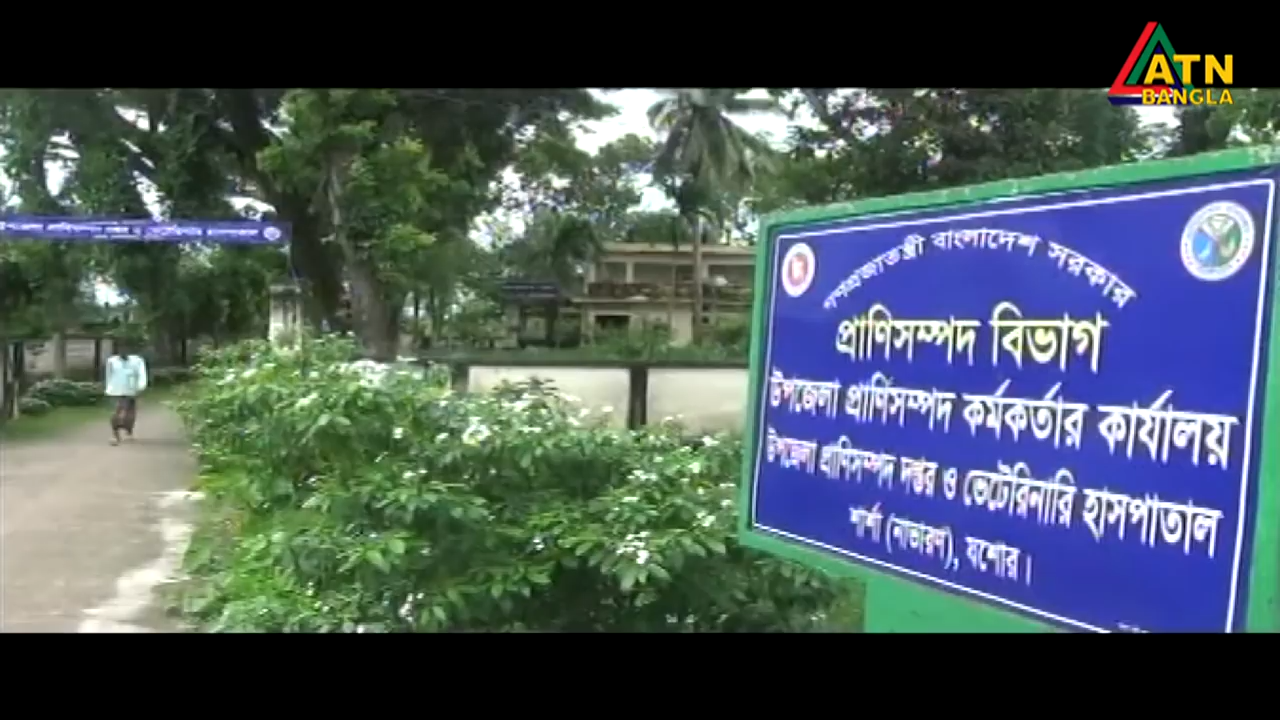 ATN
BANGLA
গণপ্রজাতন্ত্রী বাংলাদেশ সরকার
প্রাণিসম্পদ বিভাগ
উপজেলা প্রাণিসম্পদ কর্মকর্তার কার্যালয়
উপজেলা প্রাণিসম্পদ দপ্তর ও ভেটেরিনারি হাসপাতাল
শার্শা (নাভারণ), যশোর।